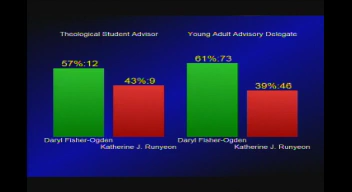 Theological Student Advisor
Young Adult Advisory Delegate
57%:12
43%:9
61%:73
39%:46
Daryl Fisher-Ogden
Katherine J. Runyeon
Daryl Fisher-Ogden
Katherine J. Runyeon